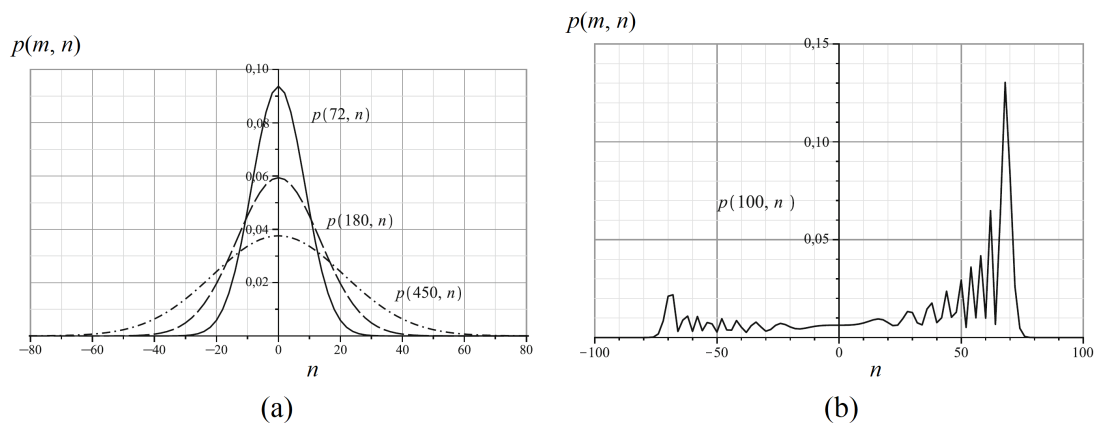 p(m, n)
0,10
0,08
0,06
0,04
0,02
p(72, n)
p(180, n)
p(450, n)
−80 −60 −40 −20 0 20 40 60 80
n
(a)
p(m, n)
0,15
0,10
0,05
p(100, n )
−100 −50 0 50 100
n
(b)